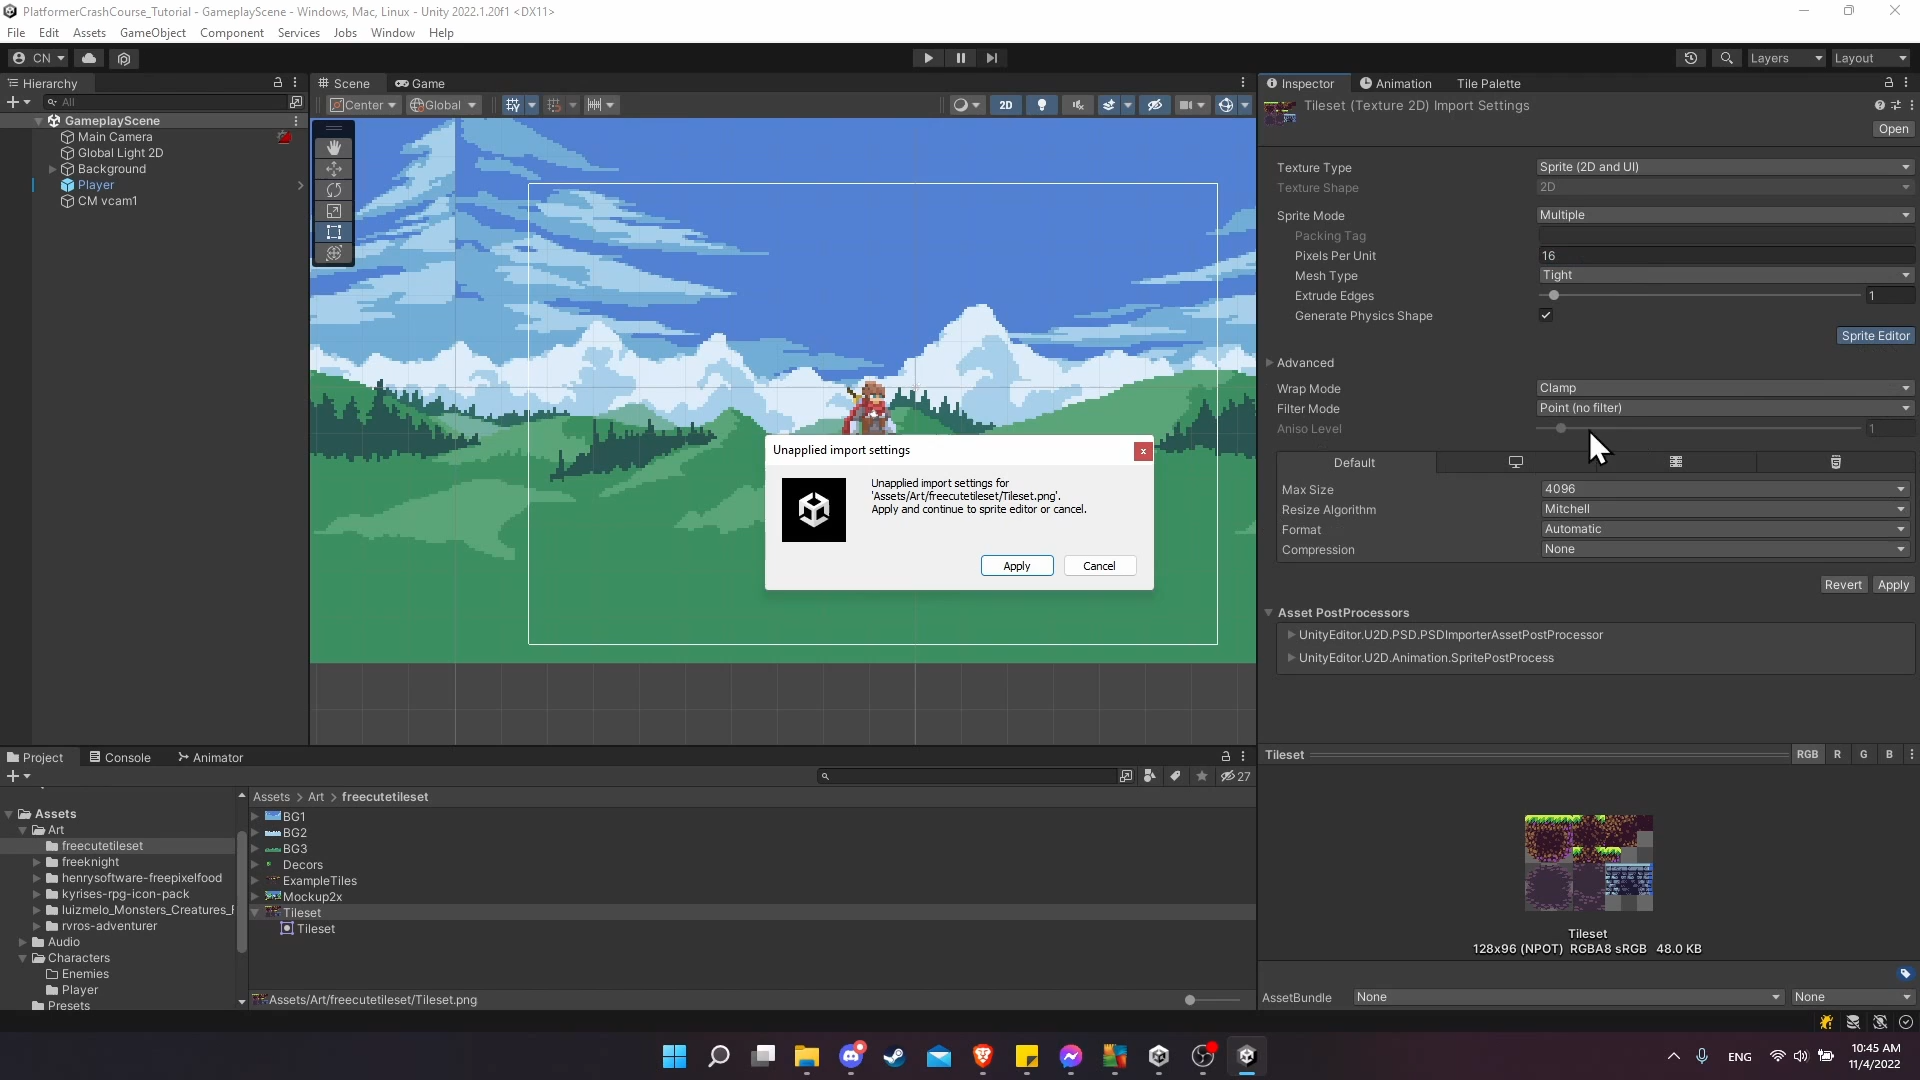 PlatformerCrashCourse_Tutorial - GameplayScene - Windows, Mac, Linux - Unity 2022.1.20f1 <DX11>
File Edit Assets GameObject Component Services Jobs Window Help
CN Layers Layout
Hierarchy
All
GameplayScene
Main Camera
Global Light 2D
Background
Player
CM vcam1
Scene Game
Center Global 2D
Unapplied import settings
Unapplied import settings for
'Assets/Art/freecutetileset/Tileset.png'.
Apply and continue to sprite editor or cancel.
Apply Cancel
Inspector Animation Tile Palette
Tileset (Texture 2D) Import Settings
Open
Texture Type Sprite (2D and UI)
Texture Shape 2D
Sprite Mode Multiple
Packing Tag
Pixels Per Unit 16
Mesh Type Tight
Extrude Edges 1
Generate Physics Shape
Sprite Editor
Advanced
Wrap Mode Clamp
Filter Mode Point (no filter)
Aniso Level 1
Default
Max Size 4096
Resize Algorithm Mitchell
Format Automatic
Compression None
Revert Apply
Asset PostProcessors
UnityEditor.U2D.PSD.PSDImporterAssetPostProcessor
UnityEditor.U2D.Animation.SpritePostProcess
Tileset RGB R G B
Tileset
128x96 (NPOT) RGBA8 sRGB 48.0 KB
AssetBundle None None
Project Console Animator
27
Assets
Art
freecutetileset
freeknight
henrysoftware-freepixelfood
kyrises-rpg-icon-pack
luizmelo_Monsters_Creatures_F
rvros-adventurer
Audio
Characters
Enemies
Player
Presets
Assets > Art > freecutetileset
BG1
BG2
BG3
Decors
ExampleTiles
Mockup2x
Tileset
Tileset
Assets/Art/freecutetileset/Tileset.png
ENG
10:45 AM
11/4/2022